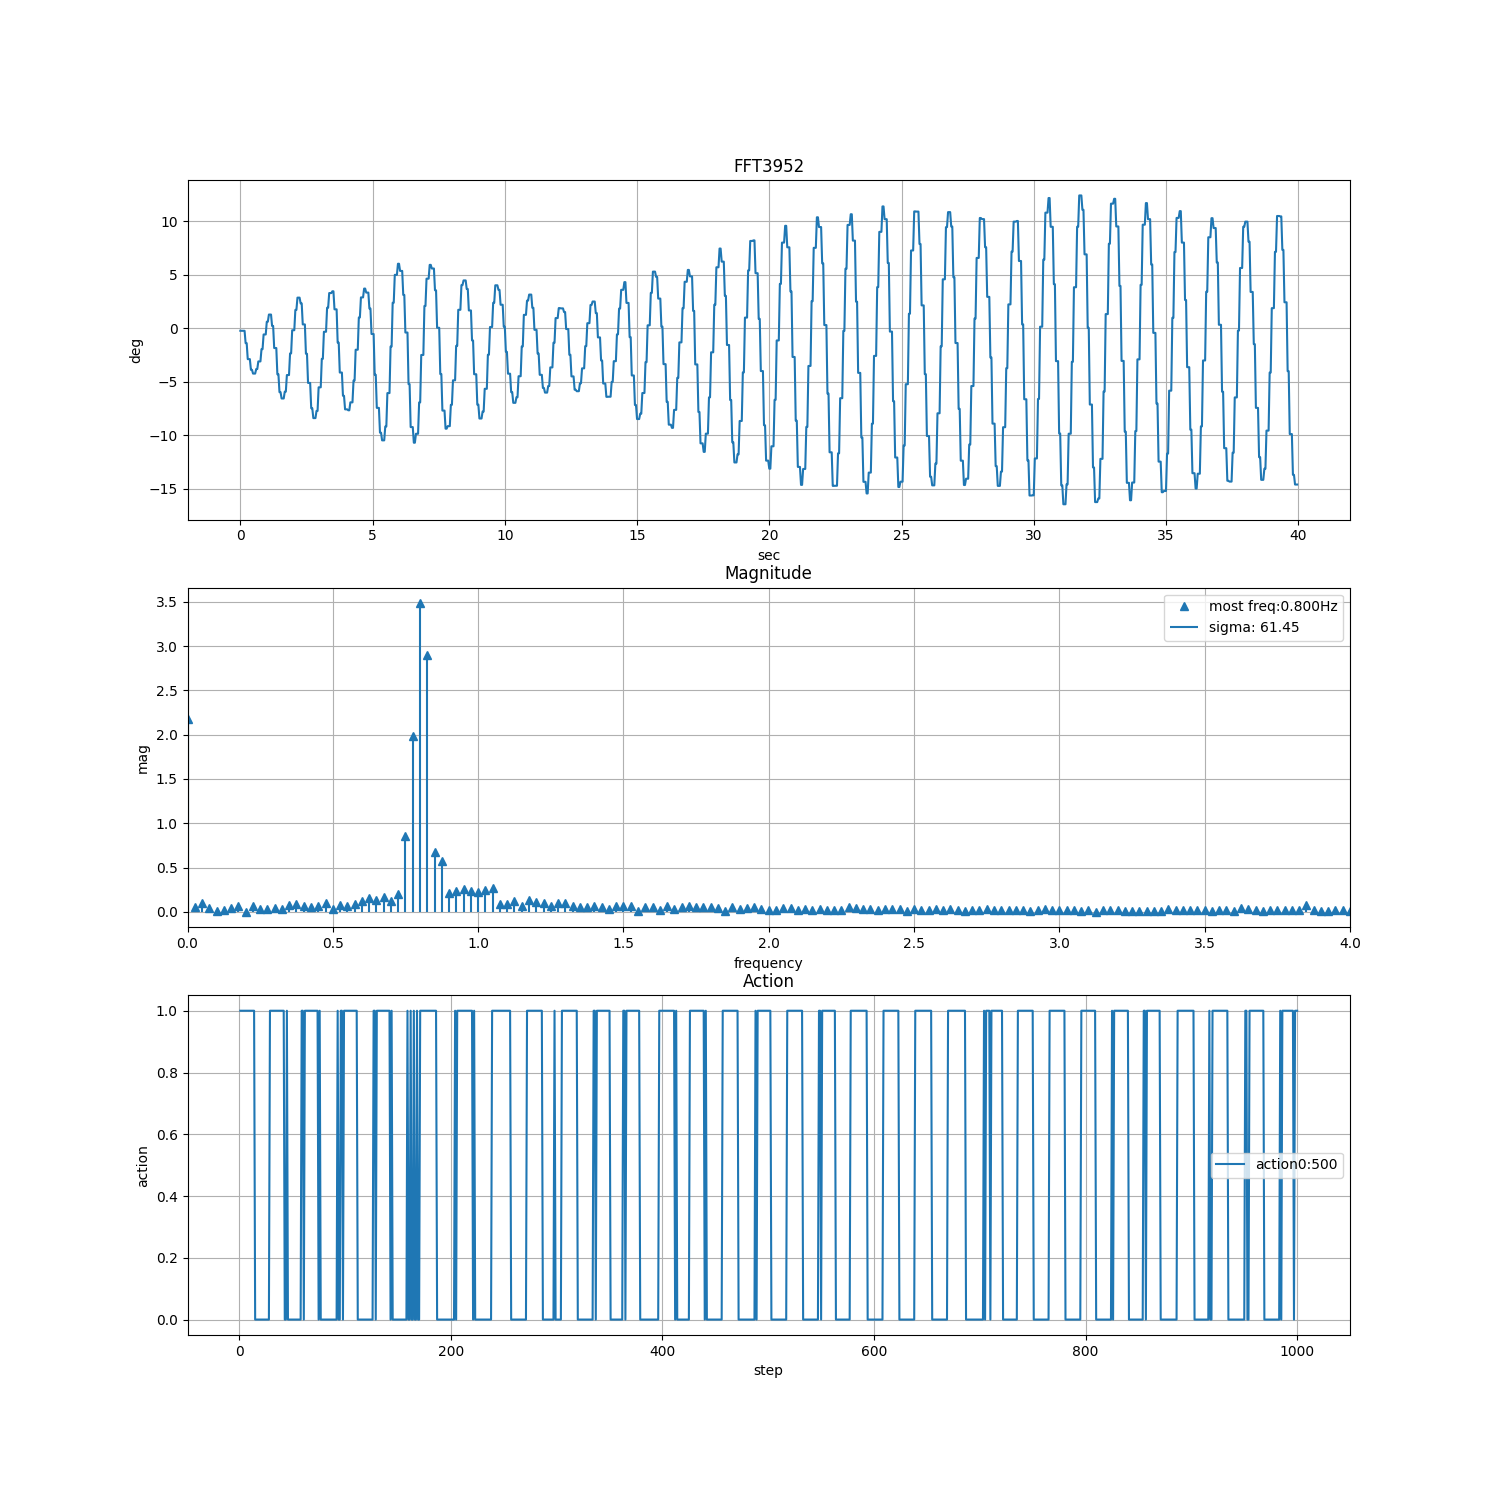 FFT3952
10
5
0
−5
−10
−15
deg
0 5 10 15 20 25 30 35 40
sec
Magnitude
3.5
3.0
2.5
2.0
1.5
1.0
0.5
0.0
mag
most freq:0.800Hz
sigma: 61.45
0.0 0.5 1.0 1.5 2.0 2.5 3.0 3.5 4.0
frequency
Action
1.0
0.8
0.6
0.4
0.2
0.0
action
action0:500
0 200 400 600 800 1000
step